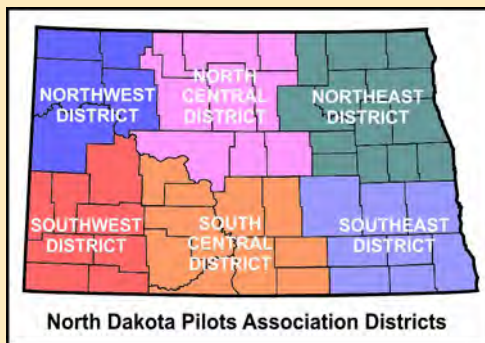 NORTHWEST
DISTRICT
NORTH
CENTRAL
DISTRICT
NORTHEAST
DISTRICT
SOUTHWEST
DISTRICT
SOUTH
CENTRAL
DISTRICT
SOUTHEAST
DISTRICT
North Dakota Pilots Association Districts